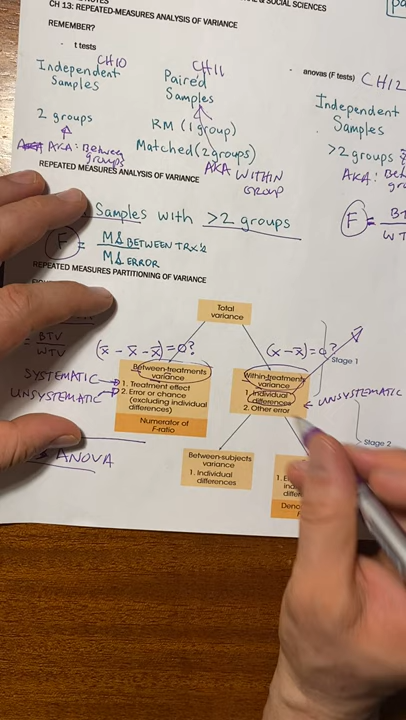 & SOCIAL SCIENCES
CH 13: REPEATED-MEASURES ANALYSIS OF VARIANCE
REMEMBER?
t tests
CH10
Independent
Samples
2 groups
AKA: Between
groups
CH11
Paired
Samples
RM (1 group)
Matched (2 groups)
AKA WITHIN
GROUP
anovas (F tests)
CH12
Independent
Samples
>2 groups
AKA:
F =
REPEATED MEASURES ANALYSIS OF VARIANCE
Samples with >2 groups
F = MS BETWEEN TRX'S
MS ERROR
REPEATED MEASURES PARTITIONING OF VARIANCE
= BTV
WTV
Total
variance
(x̄ - x̄ - x̄) = 0?
(x - x̄) = 0?
Stage 1
SYSTEMATIC
UNSYSTEMATIC
Between-treatments
variance
1. Treatment effect
2. Error or chance
(excluding individual
differences)
Numerator of
F-ratio
Within-treatments
variance
1. Individual
differences
2. Other error
UNSYSTEMATIC
Stage 2
ANOVA
Between-subjects
variance
1. Individual
differences